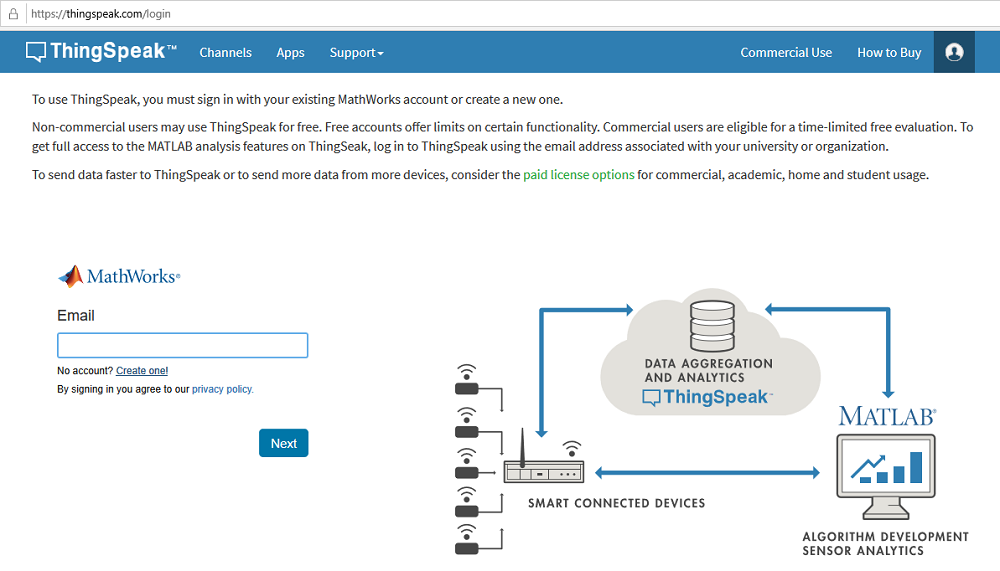 https://thingspeak.com/login
ThingSpeak™ Channels Apps Support Commercial Use How to Buy
To use ThingSpeak, you must sign in with your existing MathWorks account or create a new one.
Non-commercial users may use ThingSpeak for free. Free accounts offer limits on certain functionality. Commercial users are eligible for a time-limited free evaluation. To
get full access to the MATLAB analysis features on ThingSeak, log in to ThingSpeak using the email address associated with your university or organization.
To send data faster to ThingSpeak or to send more data from more devices, consider the paid license options for commercial, academic, home and student usage.
MathWorks®
Email
No account? Create one!
By signing in you agree to our privacy policy.
Next
DATA AGGREGATION
AND ANALYTICS
ThingSpeak™
MATLAB®
SMART CONNECTED DEVICES
ALGORITHM DEVELOPMENT
SENSOR ANALYTICS